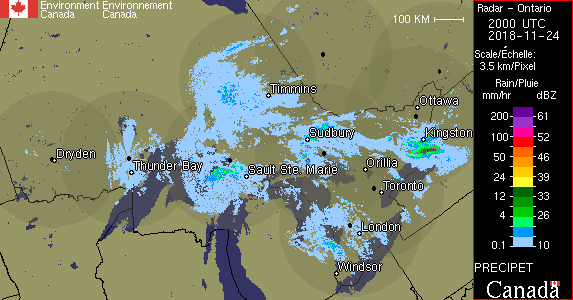 Environment Environnement
Canada Canada
100 KM
Timmins
Ottawa
Sudbury
Kingston
Dryden
Thunder Bay
Sault Ste. Marie
Orillia
Toronto
London
Windsor
Radar - Ontario
2000 UTC
2018-11-24
Scale/Échelle:
3.5 km/Pixel
Rain/Pluie
mm/hr dBZ
200 61
100 56
52 52
50 46
24 39
12 33
4 26
0.1 10
PRECIPET
Canada